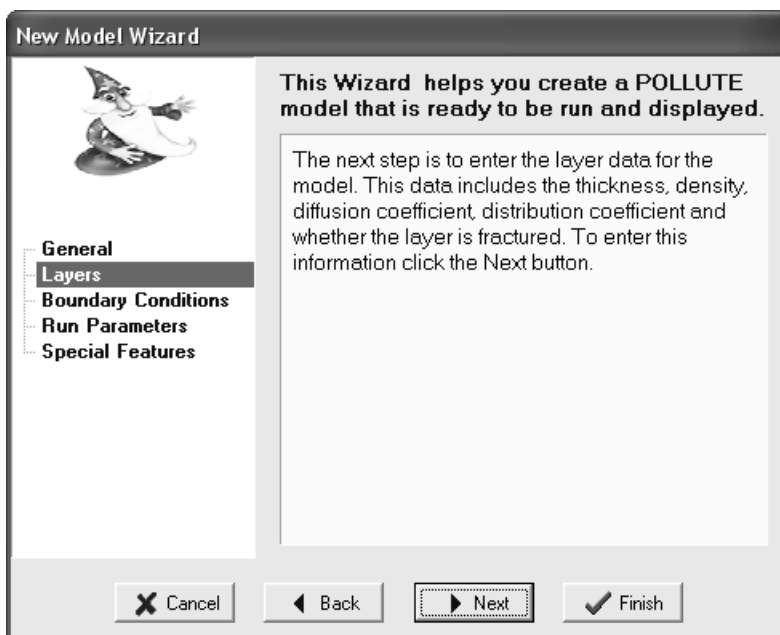 New Model Wizard
This Wizard helps you create a POLLUTE
model that is ready to be run and displayed.
The next step is to enter the layer data for the
model. This data includes the thickness, density,
diffusion coefficient, distribution coefficient and
whether the layer is fractured. To enter this
information click the Next button.
General
Layers
Boundary Conditions
Run Parameters
Special Features
Cancel
Back
Next
Finish